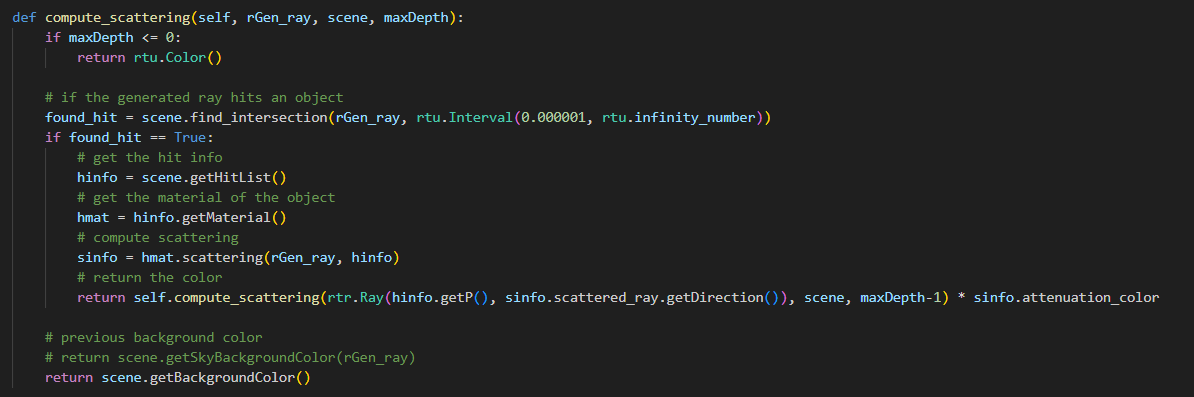 def compute_scattering(self, rGen_ray, scene, maxDepth):
if maxDepth <= 0:
return rtu.Color()
# if the generated ray hits an object
found_hit = scene.find_intersection(rGen_ray, rtu.Interval(0.000001, rtu.infinity_number))
if found_hit == True:
# get the hit info
hinfo = scene.getHitList()
# get the material of the object
hmat = hinfo.getMaterial()
# compute scattering
sinfo = hmat.scattering(rGen_ray, hinfo)
# return the color
return self.compute_scattering(rtr.Ray(hinfo.getP(), sinfo.scattered_ray.getDirection()), scene, maxDepth-1) * sinfo.attenuation_color
# previous background color
# return scene.getSkyBackgroundColor(rGen_ray)
return scene.getBackgroundColor()